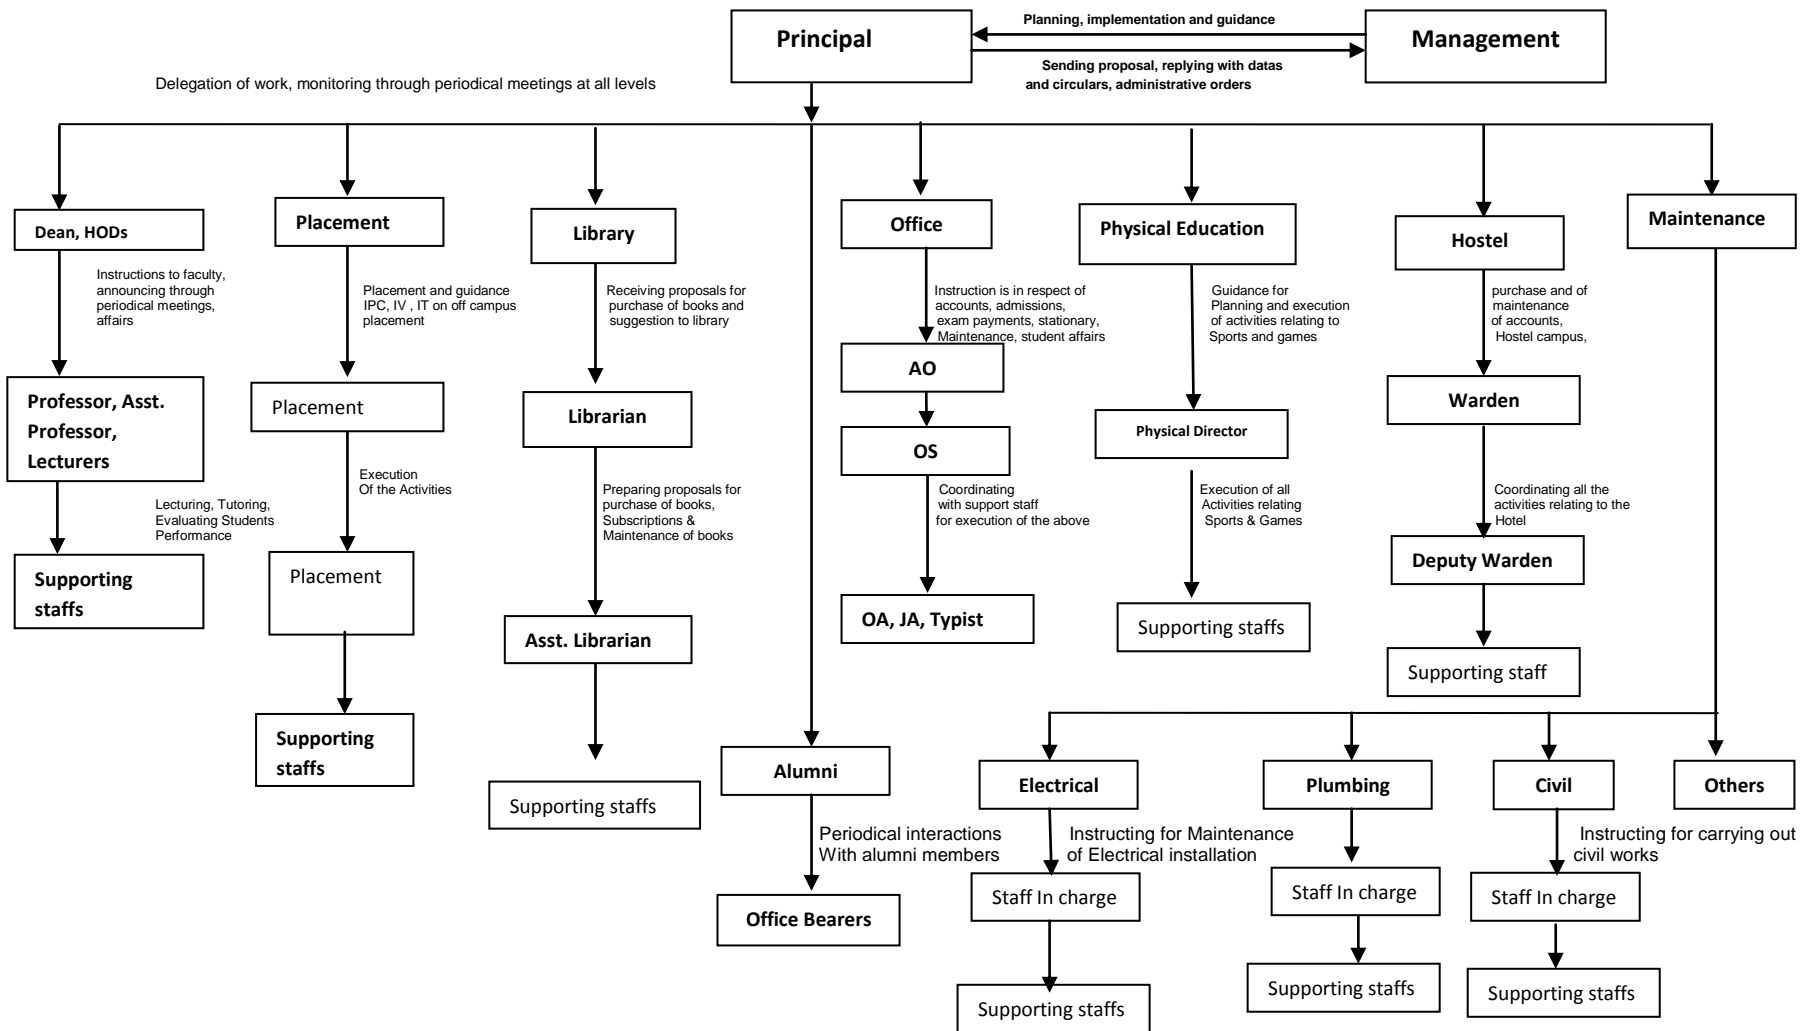 Planning, implementation and guidance
Principal
Management
Sending proposal, replying with datas
and circulars, administrative orders
Delegation of work, monitoring through periodical meetings at all levels
Dean, HODs
Placement
Library
Office
Physical Education
Hostel
Maintenance
Instructions to faculty,
announcing through
periodical meetings,
affairs
Placement and guidance
IPC, IV , IT on off campus
placement
Receiving proposals for
purchase of books and
suggestion to library
Instruction is in respect of
accounts, admissions,
exam payments, stationary,
Maintenance, student affairs
Guidance for
Planning and execution
of activities relating to
Sports and games
purchase and of
maintenance
of accounts,
Hostel campus,
Professor, Asst.
Professor,
Lecturers
Placement
Librarian
AO
OS
Physical Director
Warden
Lecturing, Tutoring,
Evaluating Students
Performance
Execution
Of the Activities
Preparing proposals for
purchase of books,
Subscriptions &
Maintenance of books
Coordinating
with support staff
for execution of the above
Execution of all
Activities relating
Sports & Games
Coordinating all the
activities relating to the
Hotel
Supporting
staffs
Placement
Asst. Librarian
OA, JA, Typist
Supporting staffs
Deputy Warden
Supporting staff
Supporting
staffs
Supporting staffs
Alumni
Electrical
Plumbing
Civil
Others
Periodical interactions
With alumni members
Instructing for Maintenance
of Electrical installation
Instructing for carrying out
civil works
Office Bearers
Staff In charge
Staff In charge
Staff In charge
Supporting staffs
Supporting staffs
Supporting staffs